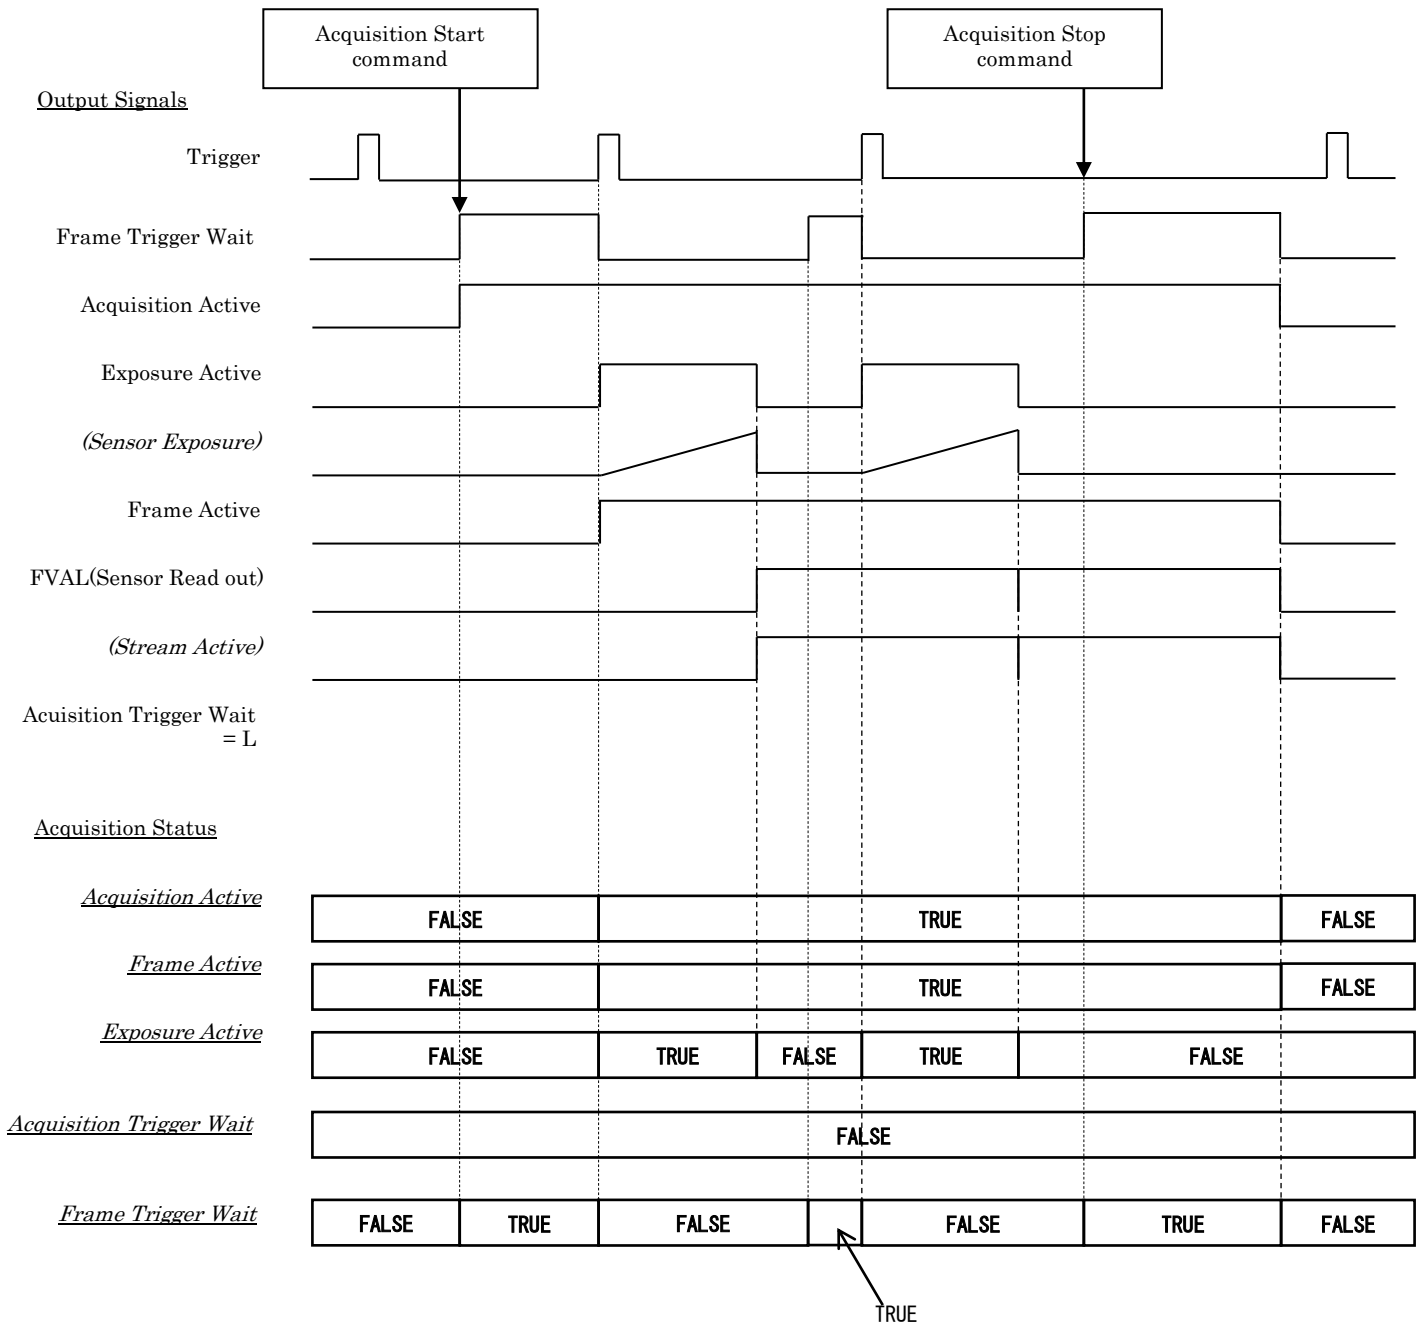 Acquisition Start
command
Acquisition Stop
command
Output Signals
Trigger
Frame Trigger Wait
Acquisition Active
Exposure Active
(Sensor Exposure)
Frame Active
FVAL(Sensor Read out)
(Stream Active)
Acuisition Trigger Wait
= L
Acquisition Status
Acquisition Active
FALSE TRUE FALSE
Frame Active
FALSE TRUE FALSE
Exposure Active
FALSE TRUE FALSE TRUE FALSE
Acquisition Trigger Wait
FALSE
Frame Trigger Wait
FALSE TRUE FALSE FALSE TRUE FALSE
TRUE